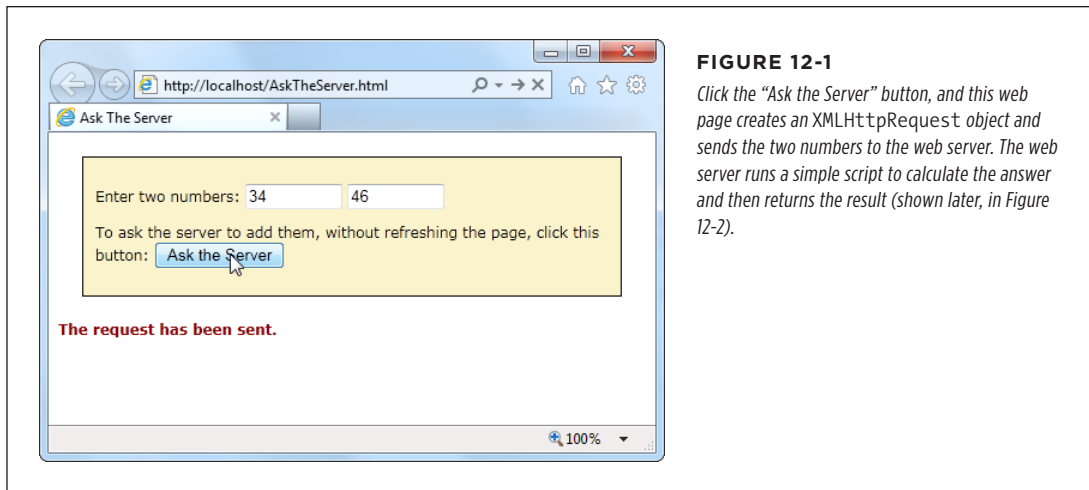 http://localhost/AskTheServer.html
Ask The Server
Enter two numbers: 34 46
To ask the server to add them, without refreshing the page, click this
button: Ask the Server
The request has been sent.
100%
FIGURE 12-1
Click the “Ask the Server” button, and this web
page creates an XMLHttpRequest object and
sends the two numbers to the web server. The web
server runs a simple script to calculate the answer
and then returns the result (shown later, in Figure
12-2).